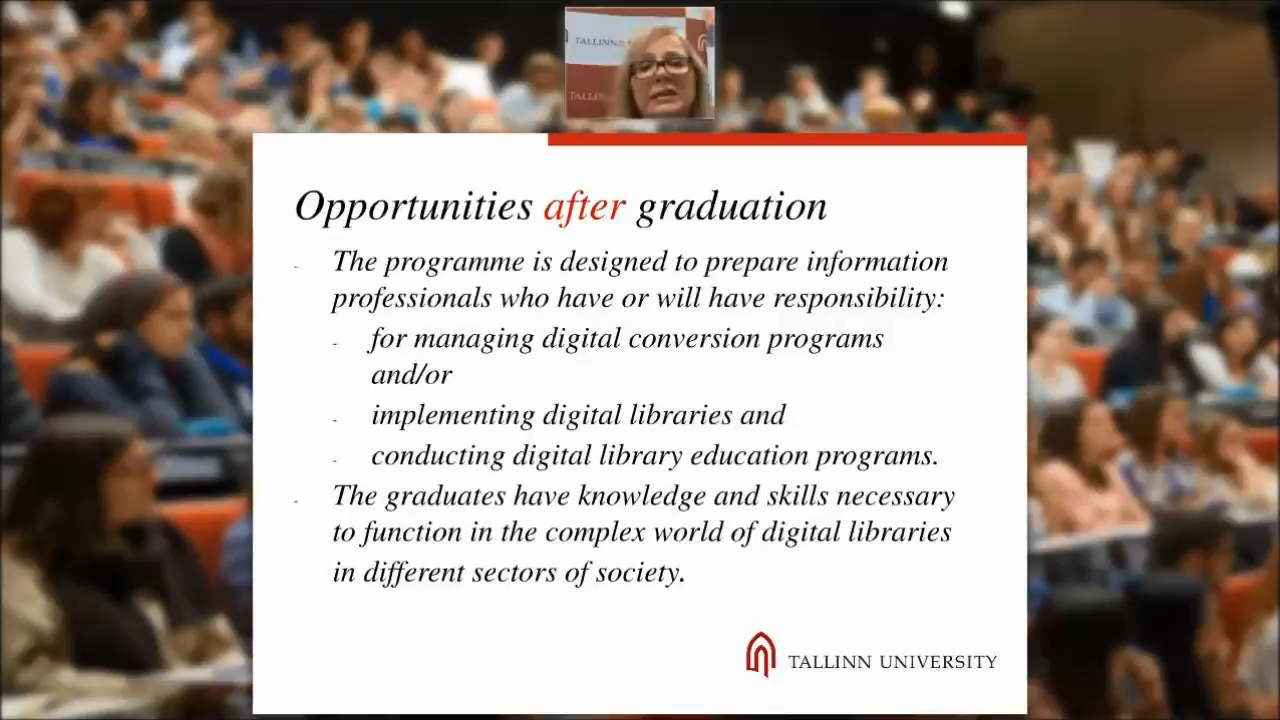 TALLINN
TALLIN
Opportunities after graduation
- The programme is designed to prepare information
professionals who have or will have responsibility:
- for managing digital conversion programs
and/or
- implementing digital libraries and
- conducting digital library education programs.
- The graduates have knowledge and skills necessary
to function in the complex world of digital libraries
in different sectors of society.
TALLINN UNIVERSITY